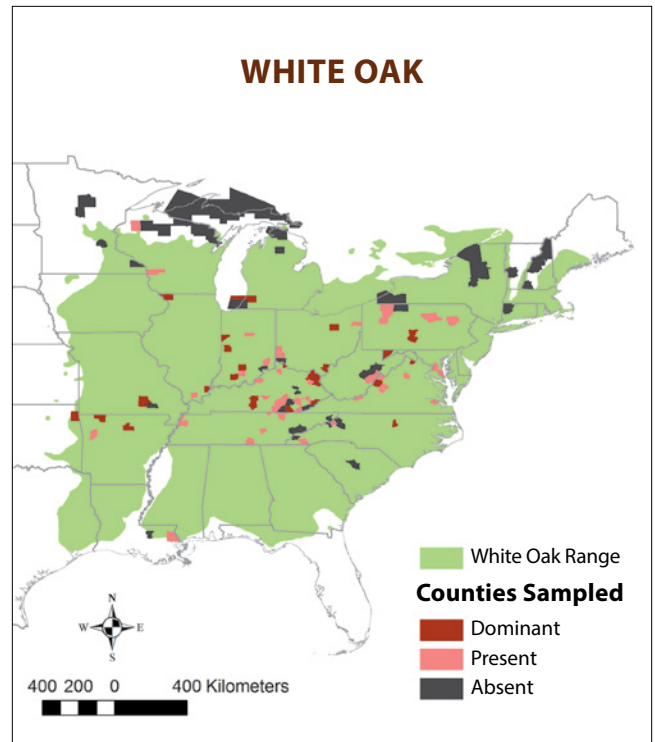 WHITE OAK
White Oak Range
Counties Sampled
Dominant
Present
Absent
N
W E
S
400 200 0 400 Kilometers